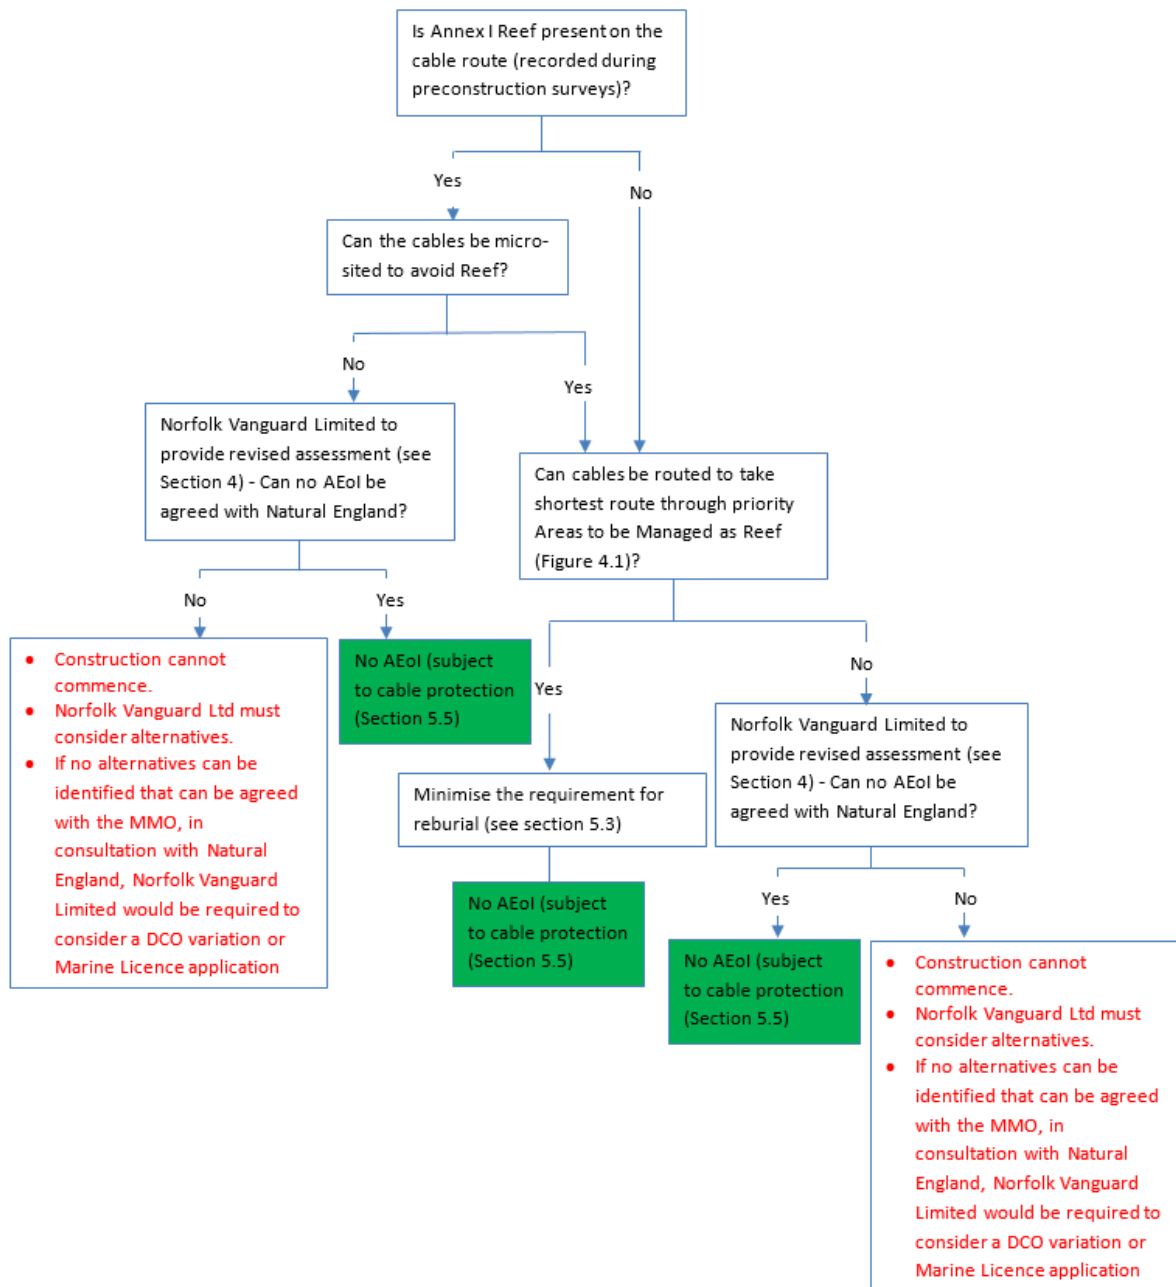 Is Annex I Reef present on the
cable route (recorded during
preconstruction surveys)?
Yes
No
Can the cables be micro-
sited to avoid Reef?
No
Yes
Norfolk Vanguard Limited to
provide revised assessment (see
Section 4) - Can no AEoI be
agreed with Natural England?
Can cables be routed to take
shortest route through priority
Areas to be Managed as Reef
(Figure 4.1)?
No
Yes
• Construction cannot
commence.
• Norfolk Vanguard Ltd must
consider alternatives.
• If no alternatives can be
identified that can be agreed
with the MMO, in
consultation with Natural
England, Norfolk Vanguard
Limited would be required to
consider a DCO variation or
Marine Licence application
No AEoI (subject
to cable protection
(Section 5.5)
Yes
No
Minimise the requirement for
reburial (see section 5.3)
No AEoI (subject
to cable protection
(Section 5.5)
Norfolk Vanguard Limited to
provide revised assessment (see
Section 4) - Can no AEoI be
agreed with Natural England?
Yes
No
No AEoI (subject
to cable protection
(Section 5.5)
• Construction cannot
commence.
• Norfolk Vanguard Ltd must
consider alternatives.
• If no alternatives can be
identified that can be agreed
with the MMO, in
consultation with Natural
England, Norfolk Vanguard
Limited would be required to
consider a DCO variation or
Marine Licence application